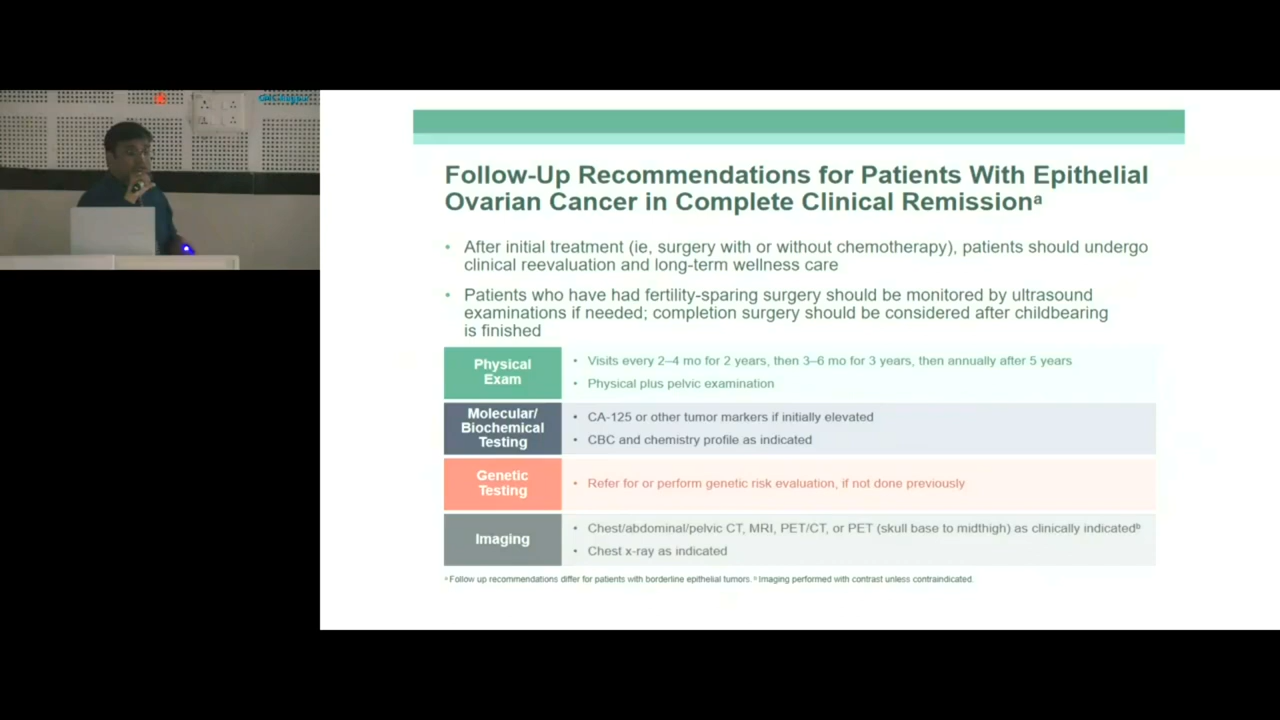 Follow-Up Recommendations for Patients With Epithelial
Ovarian Cancer in Complete Clinical Remissionᵃ
• After initial treatment (ie, surgery with or without chemotherapy), patients should undergo
clinical reevaluation and long-term wellness care
• Patients who have had fertility-sparing surgery should be monitored by ultrasound
examinations if needed; completion surgery should be considered after childbearing
is finished
Physical
Exam
• Visits every 2–4 mo for 2 years, then 3–6 mo for 3 years, then annually after 5 years
• Physical plus pelvic examination
Molecular/
Biochemical
Testing
• CA-125 or other tumor markers if initially elevated
• CBC and chemistry profile as indicated
Genetic
Testing
• Refer for or perform genetic risk evaluation, if not done previously
Imaging
• Chest/abdominal/pelvic CT, MRI, PET/CT, or PET (skull base to midthigh) as clinically indicatedᵇ
• Chest x-ray as indicated
ᵃ Follow up recommendations differ for patients with borderline epithelial tumors. ᵇ Imaging performed with contrast unless contraindicated.